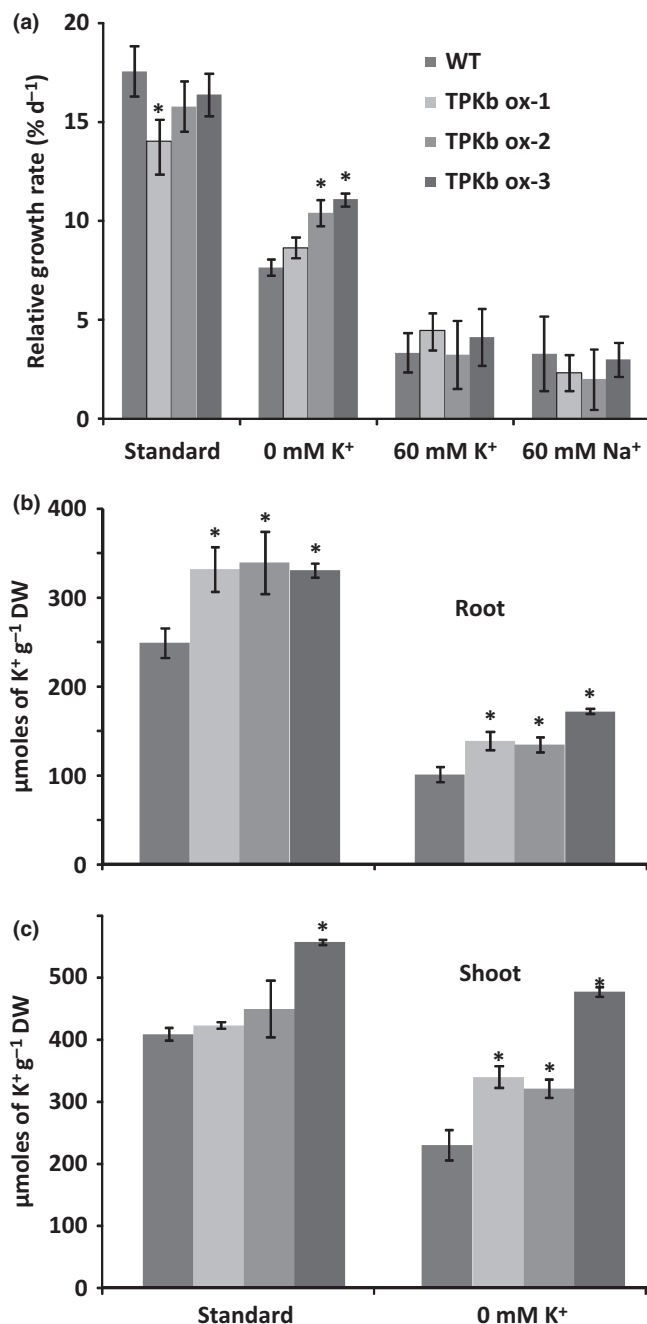 (a)
20
15
10
5
0
Relative growth rate (% d⁻¹)
WT
TPKb ox-1
TPKb ox-2
TPKb ox-3
*
*
*
Standard 0 mM K⁺ 60 mM K⁺ 60 mM Na⁺
(b)
400
300
200
100
0
µmoles of K⁺ g⁻¹ DW
Root
*
*
*
*
*
*
(c)
500
400
300
200
100
0
µmoles of K⁺ g⁻¹ DW
Shoot
*
*
*
*
Standard 0 mM K⁺